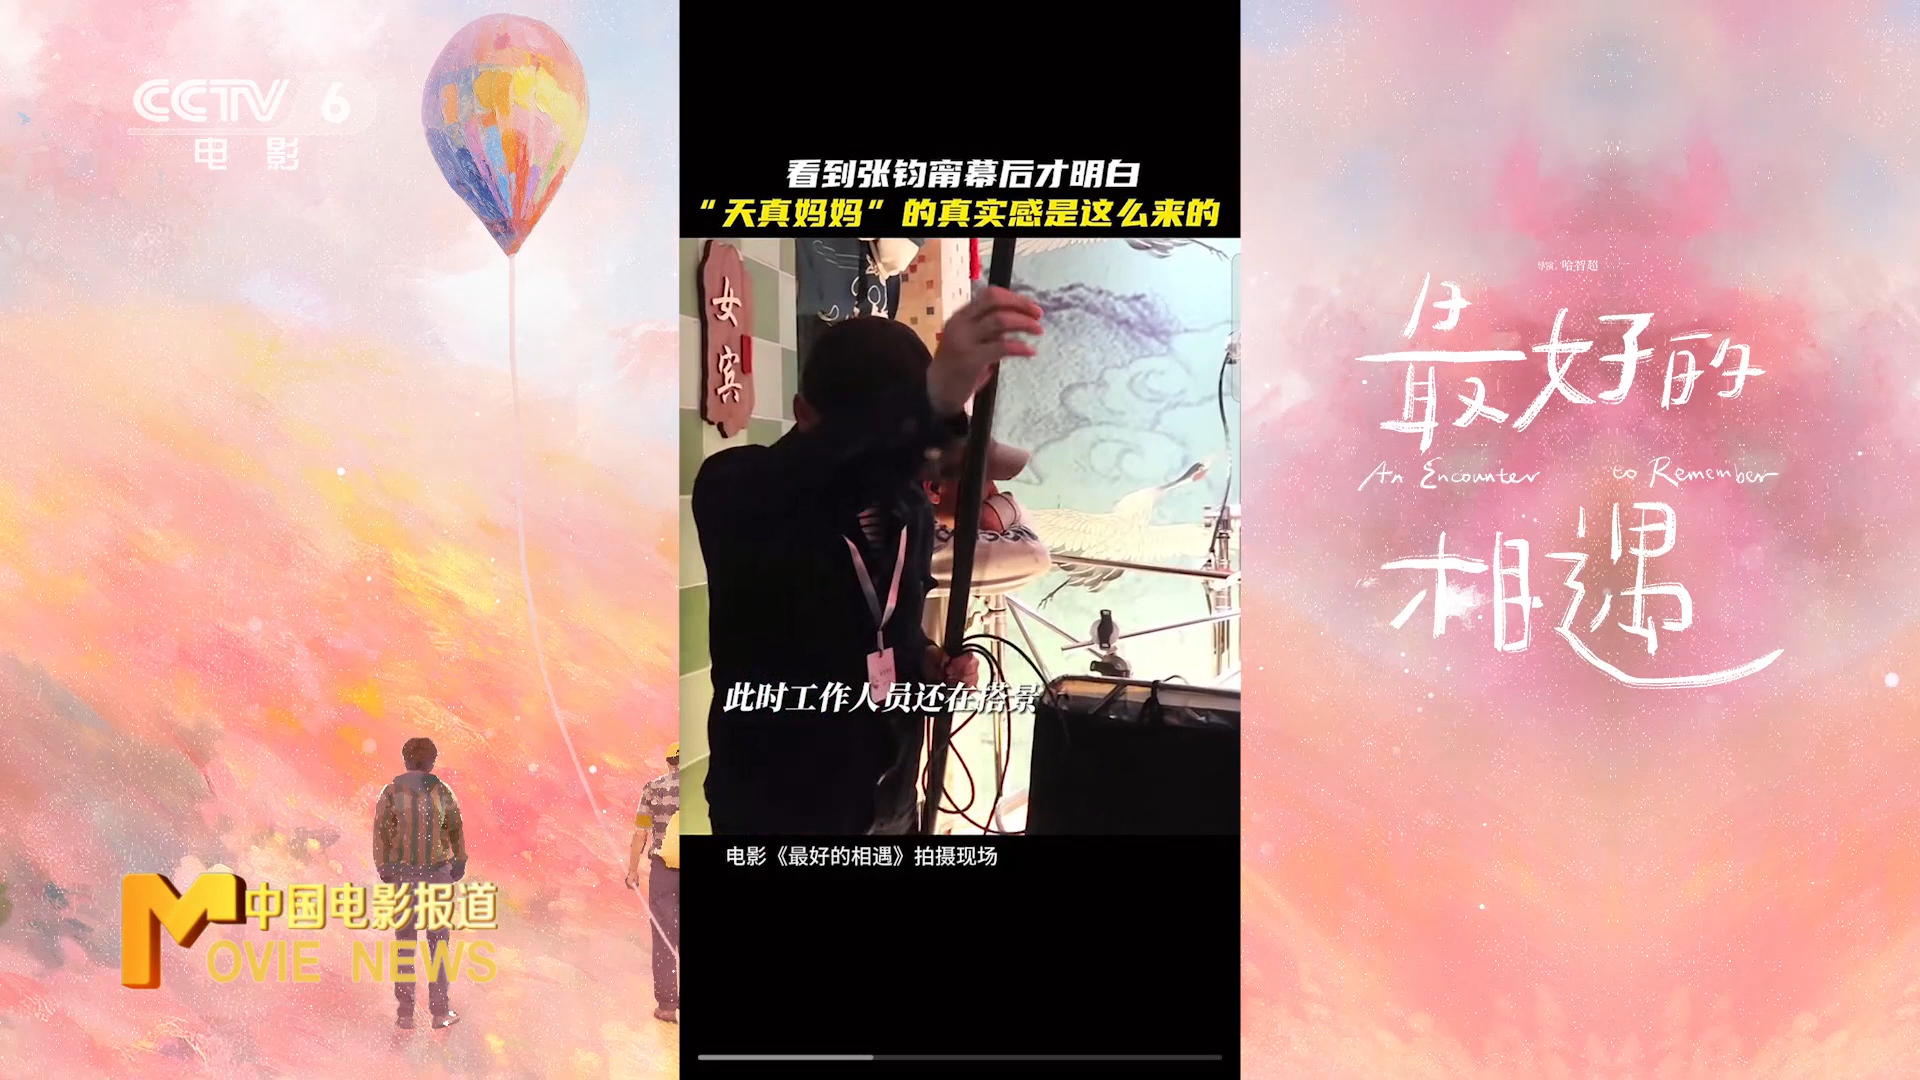 CCTV 6
电影
看到张钧甯幕后才明白
“天真妈妈”的真实感是这么来的
女宾
此时工作人员还在搭景
电影《最好的相遇》拍摄现场
导演:哈智超
最好的
An Encounter to Remember
相遇
中国电影报道
MOVIE NEWS